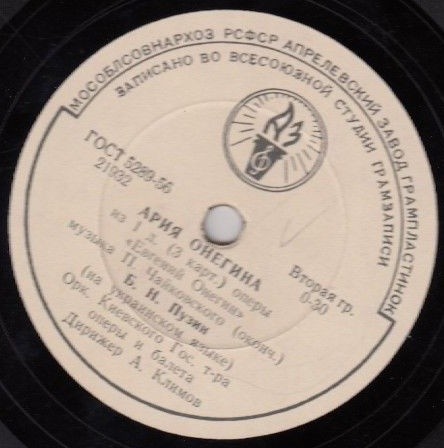 МОСОБЛСОВНАРХОЗ РСФСР АПРЕЛЕВСКИЙ ЗАВОД ГРАМПЛАСТИНОК
ЗАПИСАНО ВО ВСЕСОЮЗНОЙ СТУДИИ ГРАМЗАПИСИ
АЗ
ГОСТ 5289-56
21932
Вторая гр.
0-30
АРИЯ ОНЕГИНА
из 1 д. (3 карт.) оперы
«Евгений Онегин» (оконч.)
музыка П. Чайковского
Б. Н. Пузин
(на украинском языке)
Орк. Киевского Гос. т-ра
оперы и балета
Дирижер А. Климов